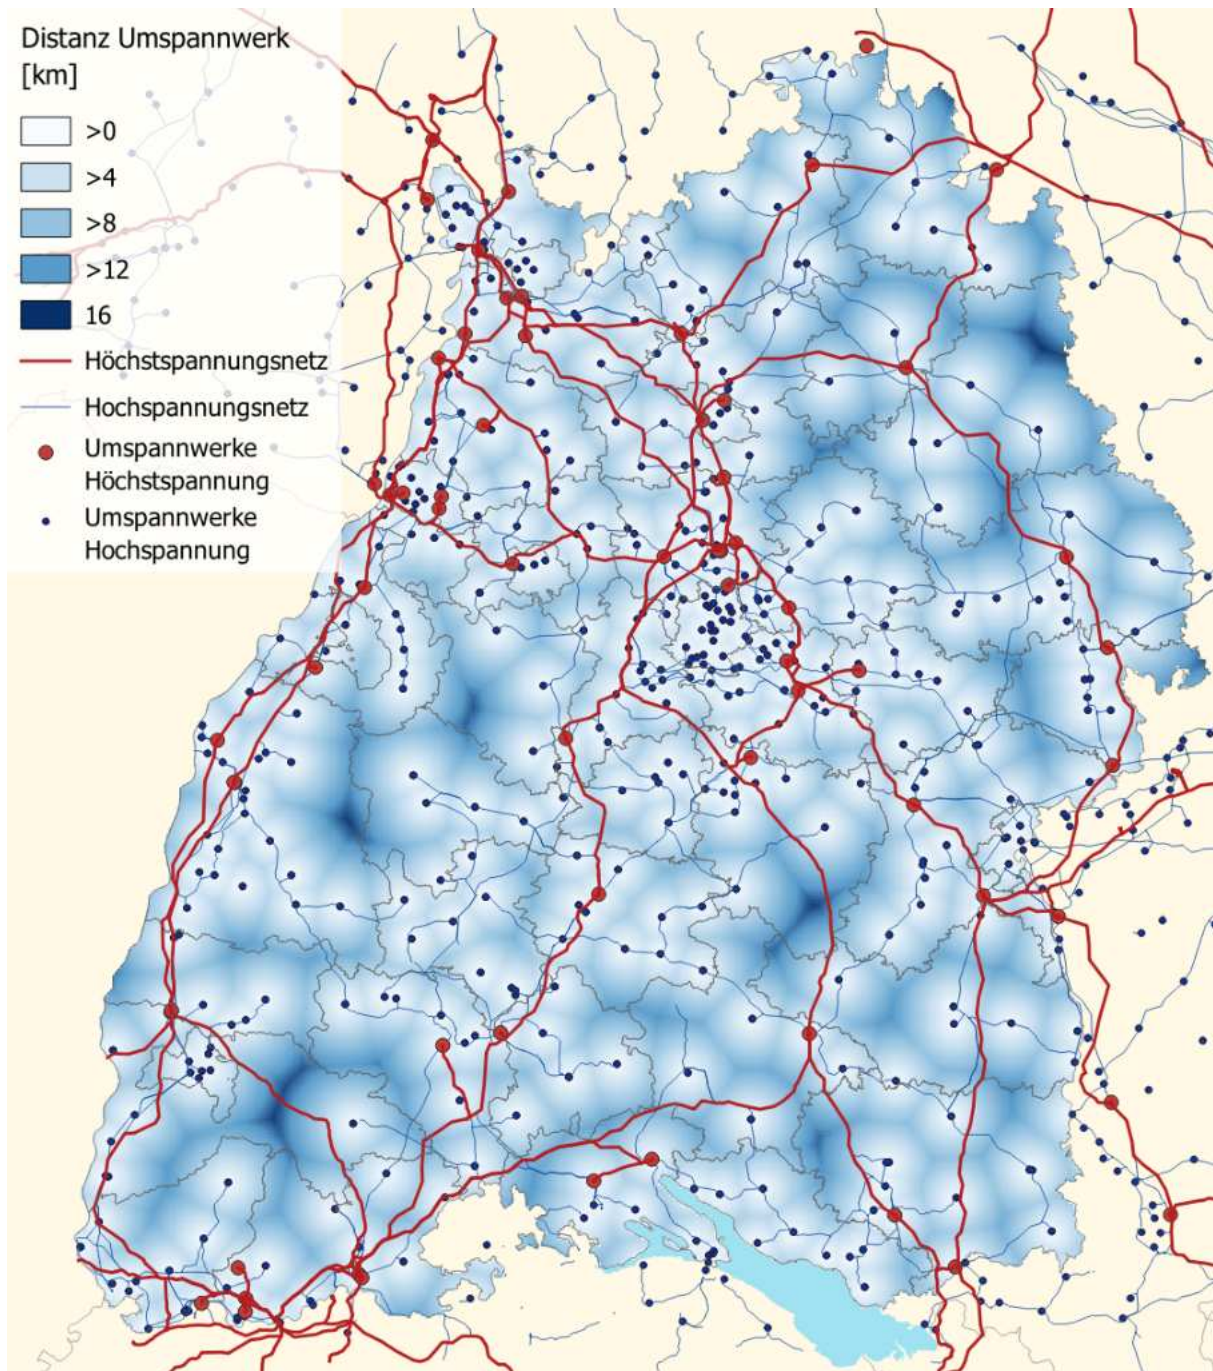 Distanz Umspannwerk
[km]
>0
>4
>8
>12
16
Höchstspannungsnetz
Hochspannungsnetz
Umspannwerke
Höchstspannung
Umspannwerke
Hochspannung